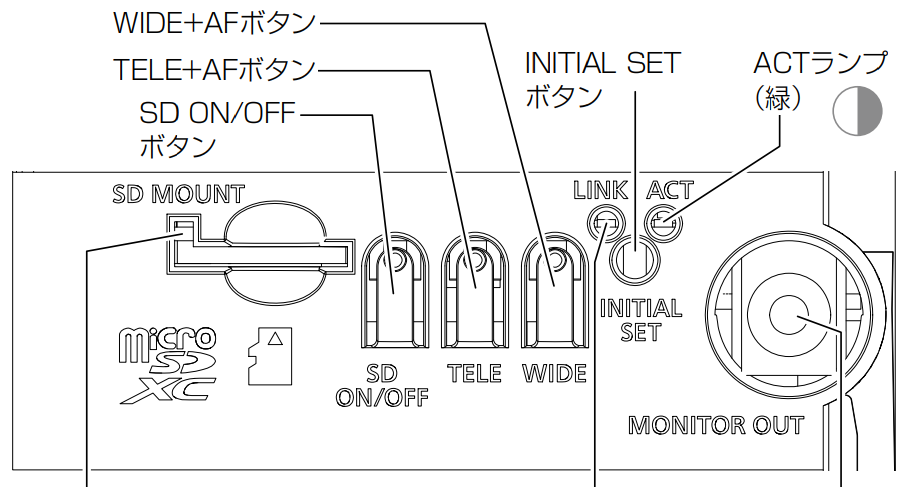 WIDE+AFボタン
TELE+AFボタン
SD ON/OFF
ボタン
INITIAL SET
ボタン
ACTランプ
（緑）
SD MOUNT
LINK ACT
INITIAL
SET
micro
SD
XC
SD
ON/OFF
TELE
WIDE
MONITOR OUT